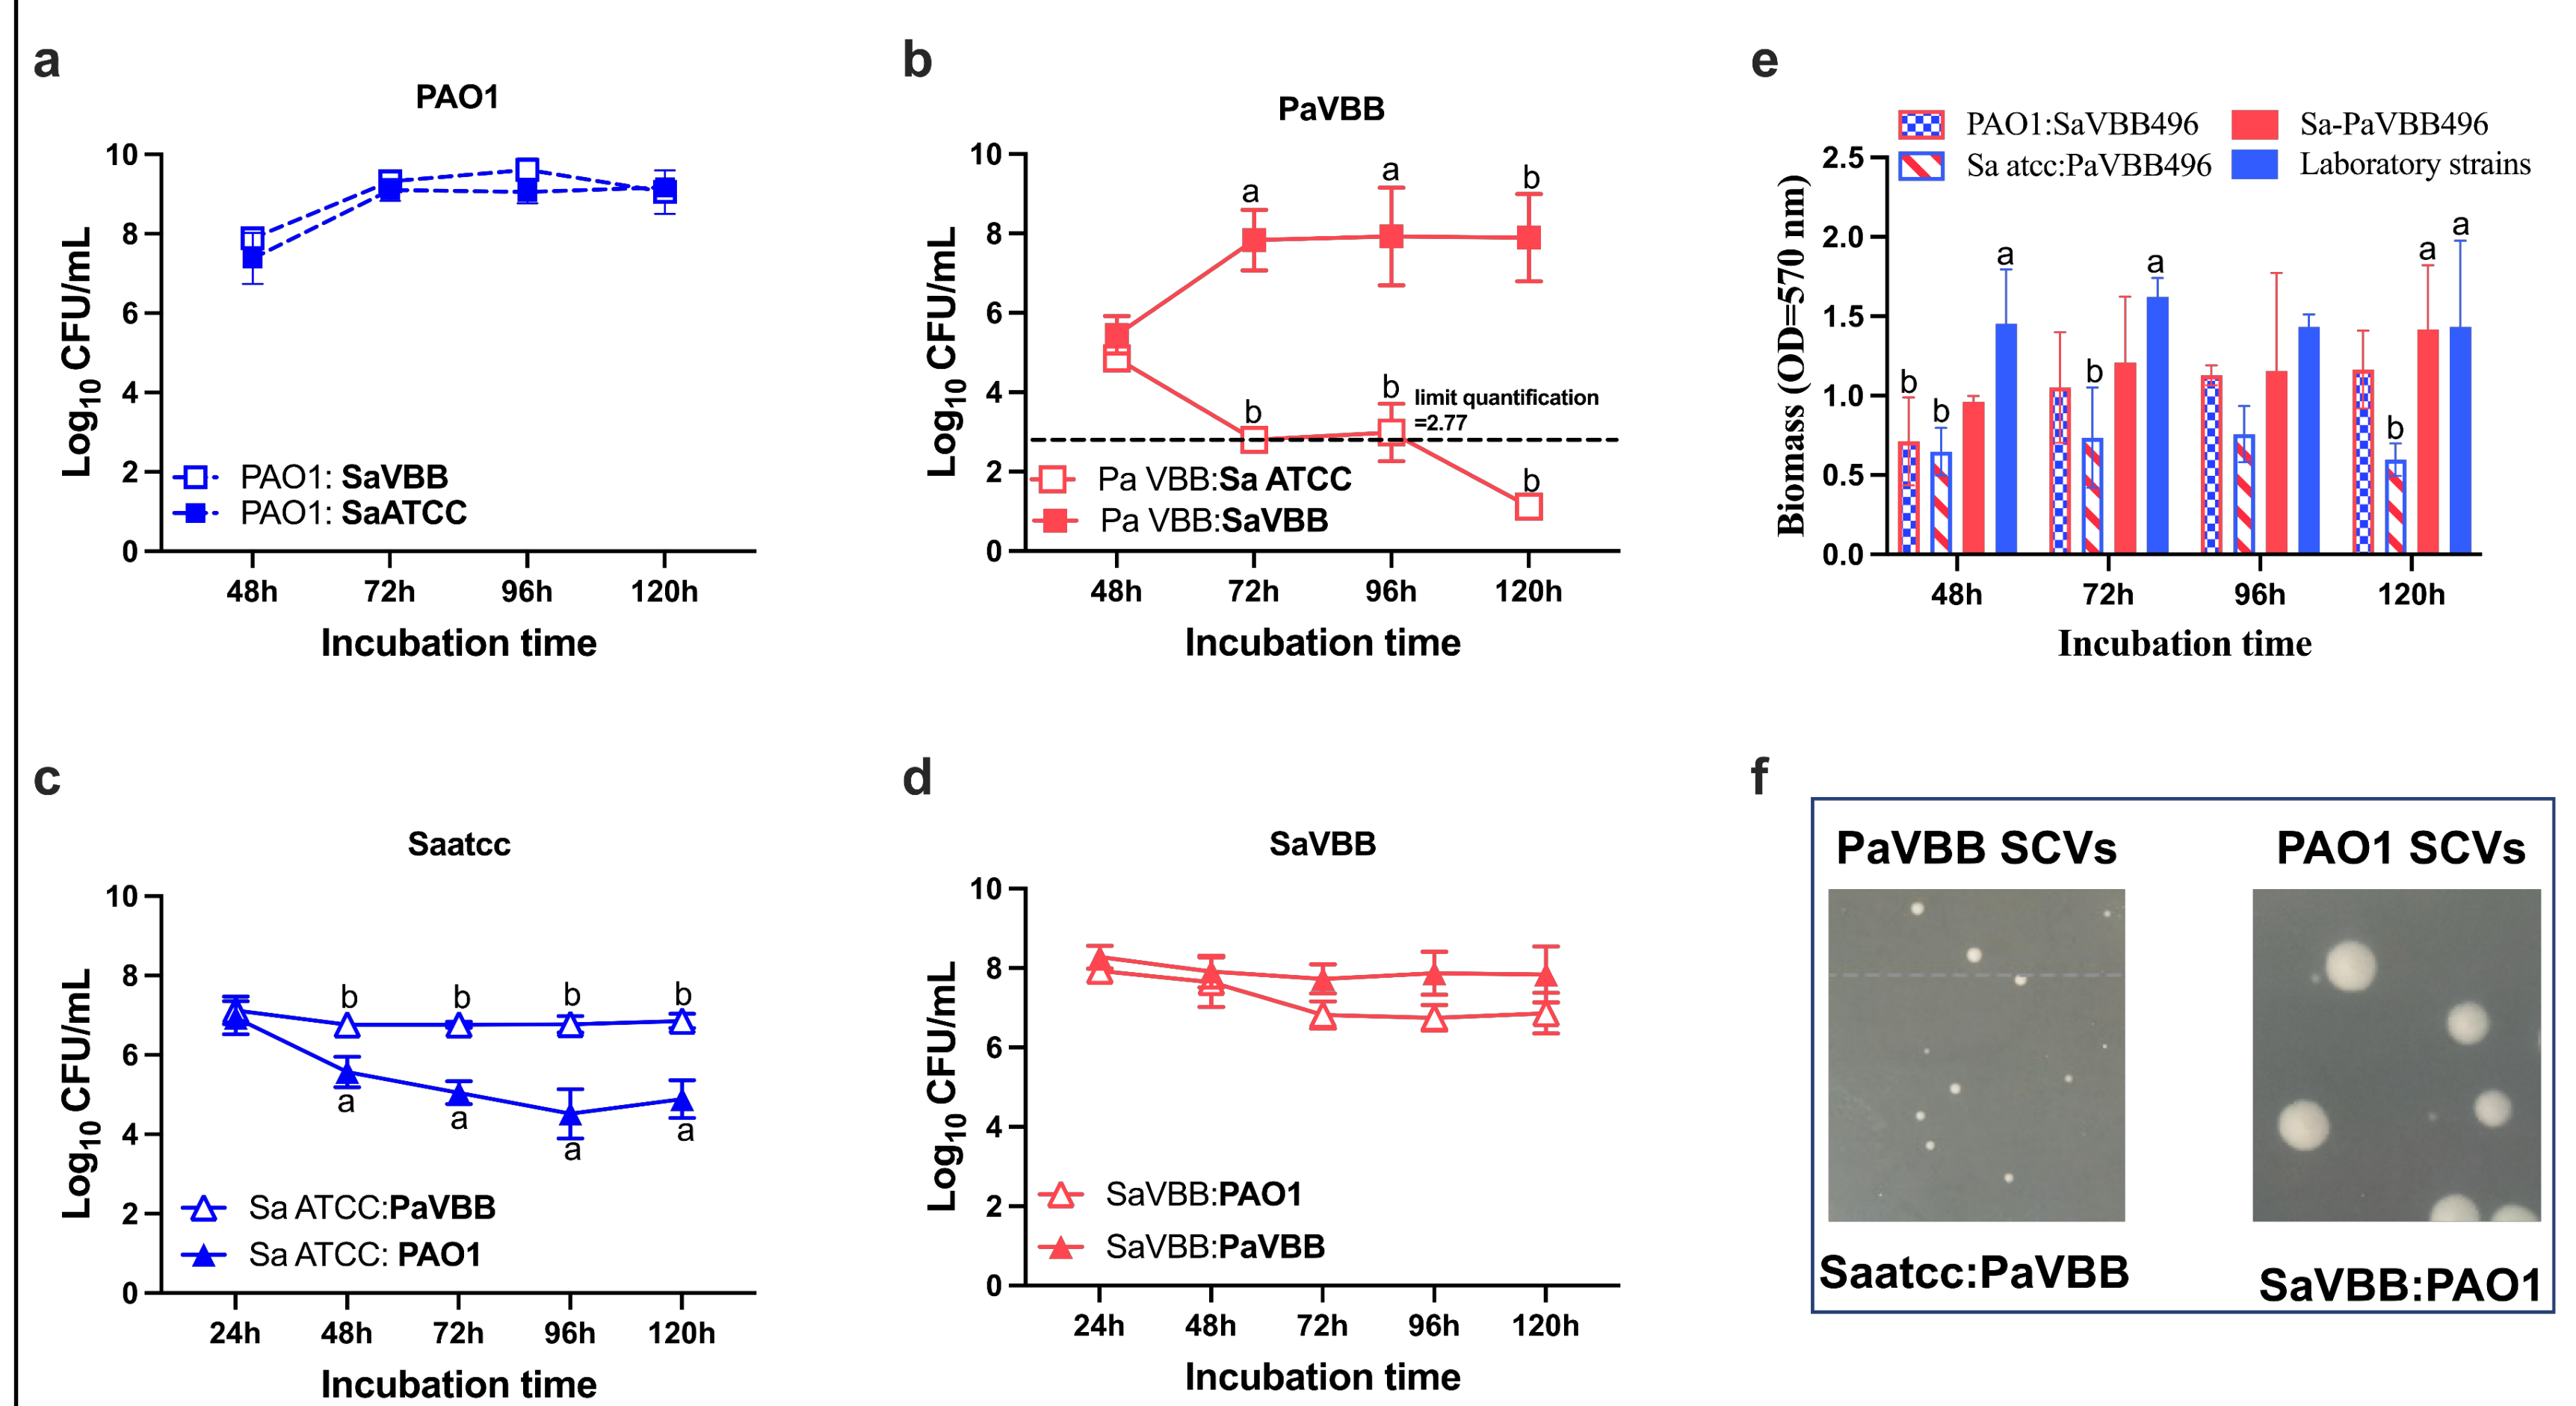 a
PAO1
10
8
6
4
2
0
Log10 CFU/mL
PAO1: SaVBB
PAO1: SaATCC
48h 72h 96h 120h
Incubation time
b
PaVBB
10
8
6
4
2
0
Log10 CFU/mL
a a b
b b b
limit quantification
=2.77
Pa VBB:Sa ATCC
Pa VBB:SaVBB
48h 72h 96h 120h
Incubation time
e
PAO1:SaVBB496 Sa-PaVBB496
Sa atcc:PaVBB496 Laboratory strains
2.5
2.0
1.5
1.0
0.5
0.0
Biomass (OD=570 nm)
b b a b a b a a
48h 72h 96h 120h
Incubation time
c
Saatcc
10
8
6
4
2
0
Log10 CFU/mL
b b b b
a a a a
Sa ATCC:PaVBB
Sa ATCC: PAO1
24h 48h 72h 96h 120h
Incubation time
d
SaVBB
10
8
6
4
2
0
Log10 CFU/mL
SaVBB:PAO1
SaVBB:PaVBB
24h 48h 72h 96h 120h
Incubation time
f
PaVBB SCVs PAO1 SCVs
Saatcc:PaVBB SaVBB:PAO1